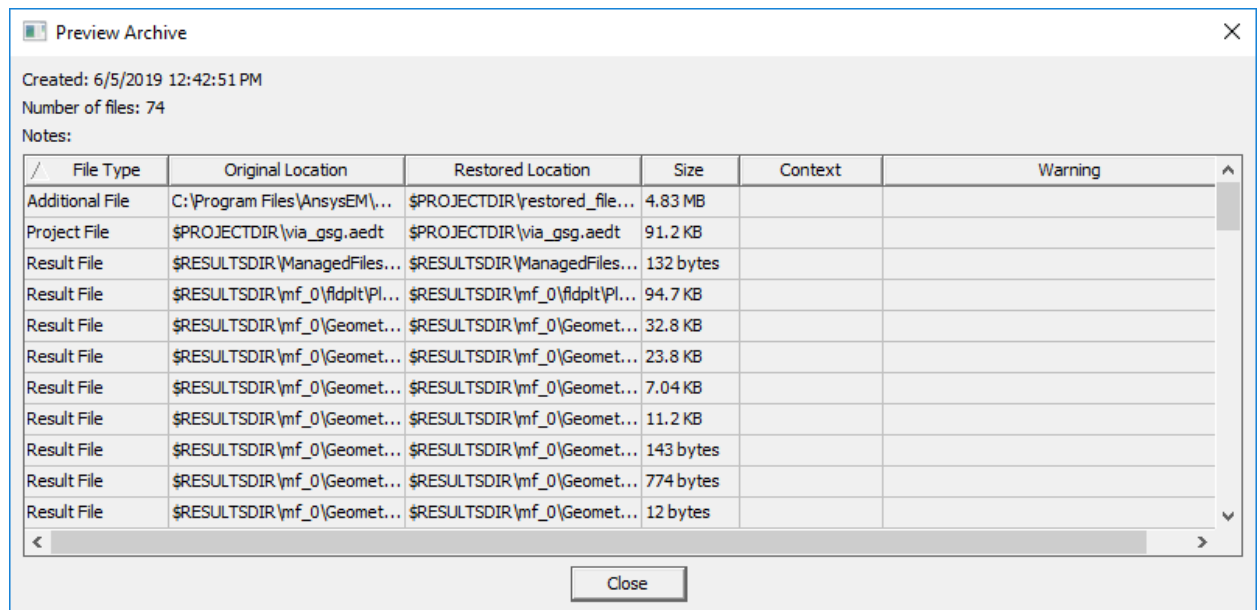 Preview Archive
Created: 6/5/2019 12:42:51 PM
Number of files: 74
Notes:
File Type Original Location Restored Location Size Context Warning
Additional File C:\Program Files\AnsysEM\... $PROJECTDIR\restored_file... 4.83 MB
Project File $PROJECTDIR\via_gsg.aedt $PROJECTDIR\via_gsg.aedt 91.2 KB
Result File $RESULTSDIR\ManagedFiles... $RESULTSDIR\ManagedFiles... 132 bytes
Result File $RESULTSDIR\mf_0\fldplt\Pl... $RESULTSDIR\mf_0\fldplt\Pl... 94.7 KB
Result File $RESULTSDIR\mf_0\Geomet... $RESULTSDIR\mf_0\Geomet... 32.8 KB
Result File $RESULTSDIR\mf_0\Geomet... $RESULTSDIR\mf_0\Geomet... 23.8 KB
Result File $RESULTSDIR\mf_0\Geomet... $RESULTSDIR\mf_0\Geomet... 7.04 KB
Result File $RESULTSDIR\mf_0\Geomet... $RESULTSDIR\mf_0\Geomet... 11.2 KB
Result File $RESULTSDIR\mf_0\Geomet... $RESULTSDIR\mf_0\Geomet... 143 bytes
Result File $RESULTSDIR\mf_0\Geomet... $RESULTSDIR\mf_0\Geomet... 774 bytes
Result File $RESULTSDIR\mf_0\Geomet... $RESULTSDIR\mf_0\Geomet... 12 bytes
Close